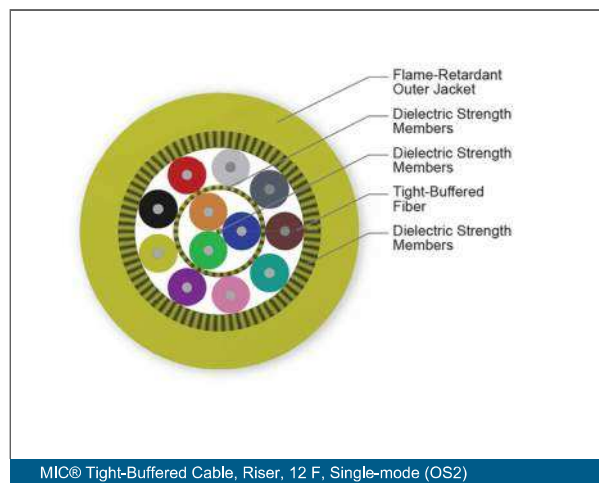 Flame-Retardant
Outer Jacket
Dielectric Strength
Members
Dielectric Strength
Members
Tight-Buffered
Fiber
Dielectric Strength
Members
MIC® Tight-Buffered Cable, Riser, 12 F, Single-mode (OS2)